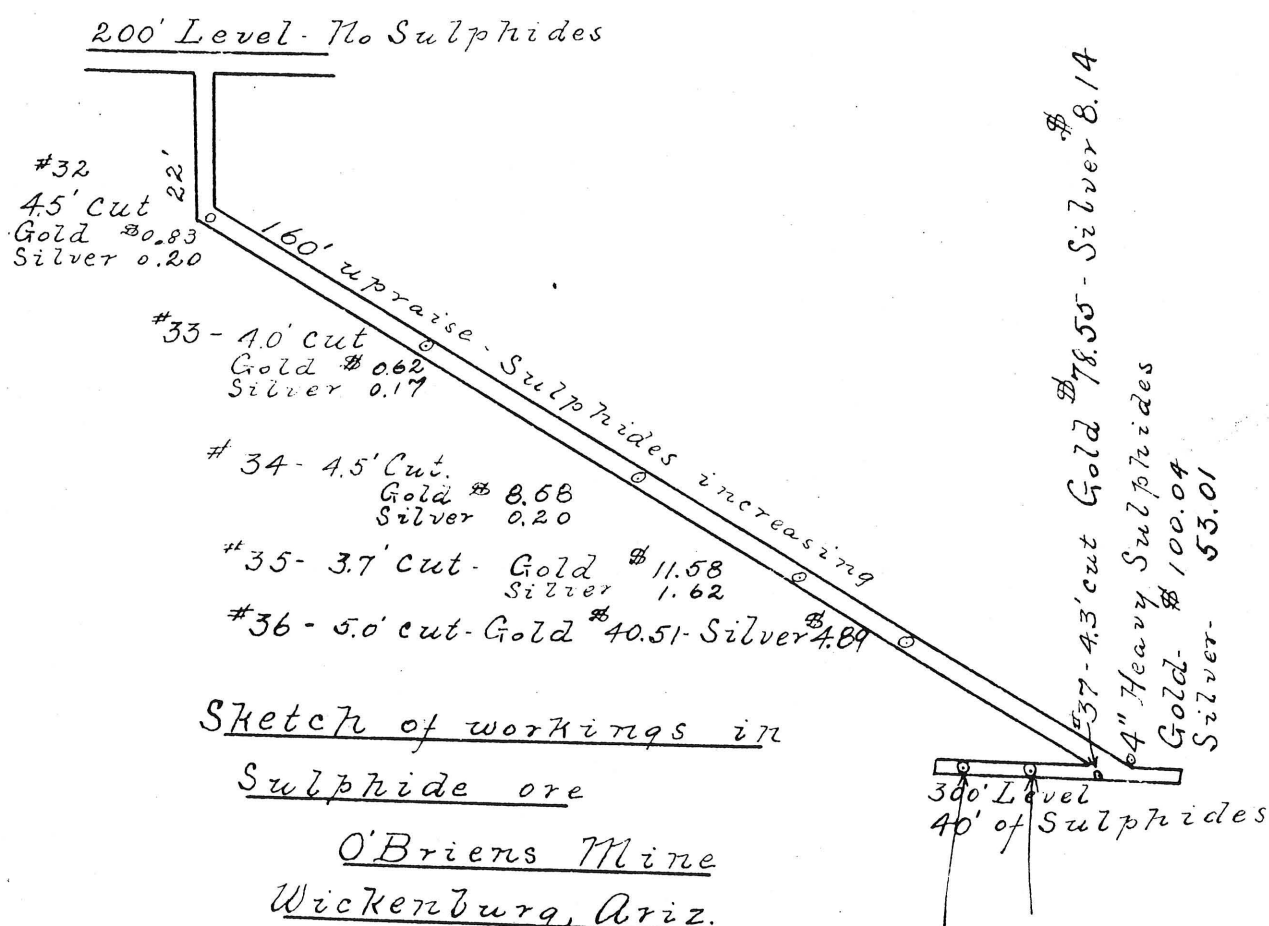 200' Level - No Sulphides
22'
#32
4.5' cut
Gold $0.83
Silver 0.20
160' upraise - Sulphides increasing
#33 - 4.0' cut
Gold $ 0.62
Silver 0.17
# 34 - 4.5' Cut.
Gold $ 8.68
Silver 0.20
#35 - 3.7' cut - Gold $ 11.58
Silver 1.62
#36 - 5.0' cut - Gold $40.51 - Silver $4.89
#37 - 4.3' cut Gold $78.55 - Silver $8.14
4" Heavy Sulphides
Gold - $ 100.04
Silver - 53.01
300' Level
40' of Sulphides
Sketch of workings in
Sulphide ore
O'Briens Mine
Wickenburg, Ariz.